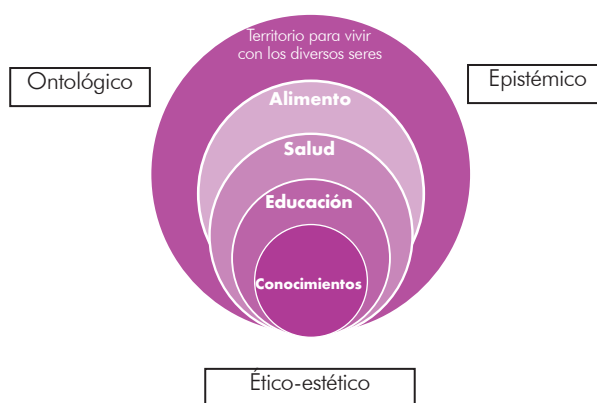 Territorio para vivir
con los diversos seres
Ontológico
Epistémico
Alimento
Salud
Educación
Conocimientos
Ético-estético